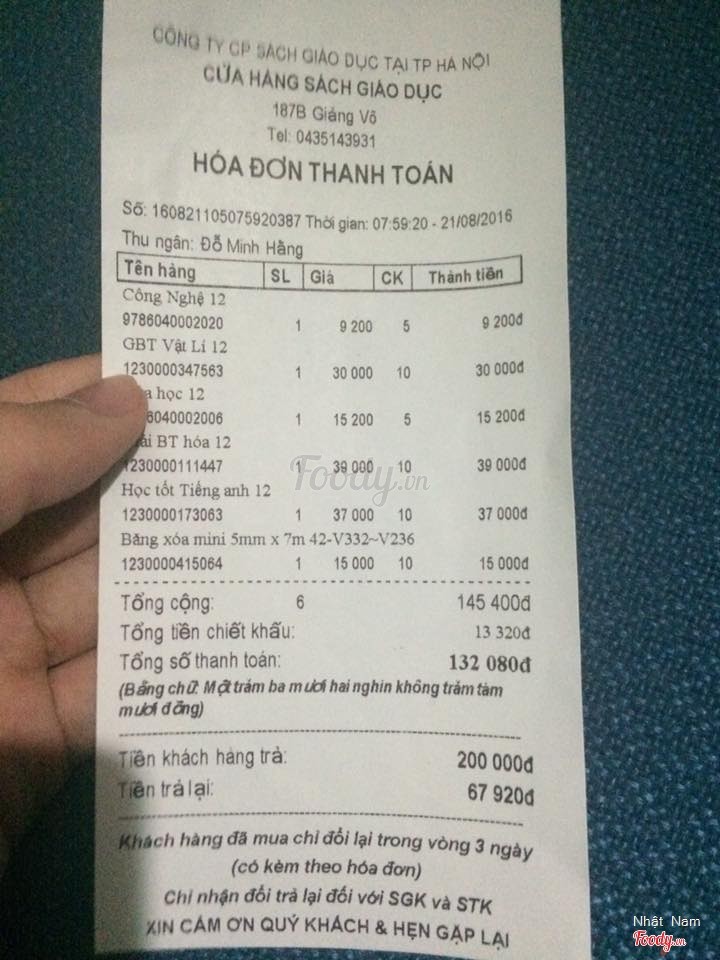 CÔNG TY CP SÁCH GIÁO DỤC TẠI TP HÀ NỘI
CỬA HÀNG SÁCH GIÁO DỤC
187B Giảng Võ
Tel: 0435143931
HÓA ĐƠN THANH TOÁN
Số: 160821105075920387 Thời gian: 07:59:20 - 21/08/2016
Thu ngân: Đỗ Minh Hằng
Tên hàng SL Giá CK Thành tiền
Công Nghệ 12
9786040002020 1 9 200 5 9 200đ
GBT Vật Lí 12
1230000347563 1 30 000 10 30 000đ
học 12
6040002006 1 15 200 5 15 200đ
BT hóa 12
1230000111447 1 39 000 10 39 000đ
Học tốt Tiếng anh 12
1230000173063 1 37 000 10 37 000đ
Băng xóa mini 5mm x 7m 42-V332~V236
1230000415064 1 15 000 10 15 000đ
Tổng cộng: 6 145 400đ
Tổng tiền chiết khấu: 13 320đ
Tổng số thanh toán: 132 080đ
(Bằng chữ: Một trăm ba mươi hai nghìn không trăm tám
mươi đồng)
Tiền khách hàng trả: 200 000đ
Tiền trả lại: 67 920đ
Khách hàng đã mua chỉ đổi lại trong vòng 3 ngày
(có kèm theo hóa đơn)
Chỉ nhận đổi trả lại đối với SGK và STK
XIN CÁM ƠN QUÝ KHÁCH & HẸN GẶP LẠI
Foody.vn
Nhật Nam
Foody.vn